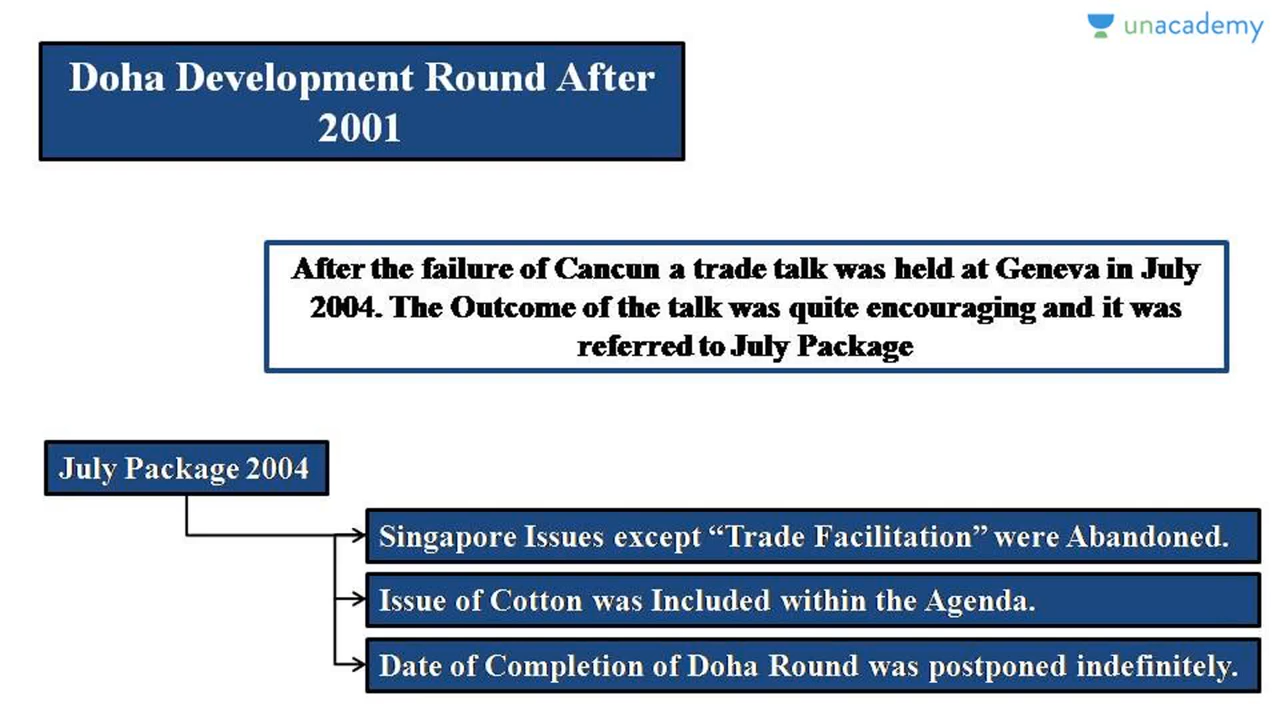 unacademy
Doha Development Round After
2001
After the failure of Cancun a trade talk was held at Geneva in July
2004. The Outcome of the talk was quite encouraging and it was
referred to July Package
July Package 2004
Singapore Issues except “Trade Facilitation” were Abandoned.
Issue of Cotton was Included within the Agenda.
Date of Completion of Doha Round was postponed indefinitely.